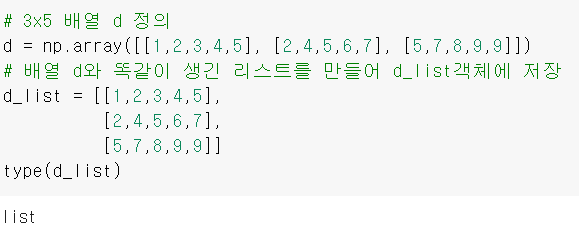 # 3x5 배열 d 정의
d = np.array([[1,2,3,4,5], [2,4,5,6,7], [5,7,8,9,9]])
# 배열 d와 똑같이 생긴 리스트를 만들어 d_list객체에 저장
d_list = [[1,2,3,4,5],
[2,4,5,6,7],
[5,7,8,9,9]]
type(d_list)
list